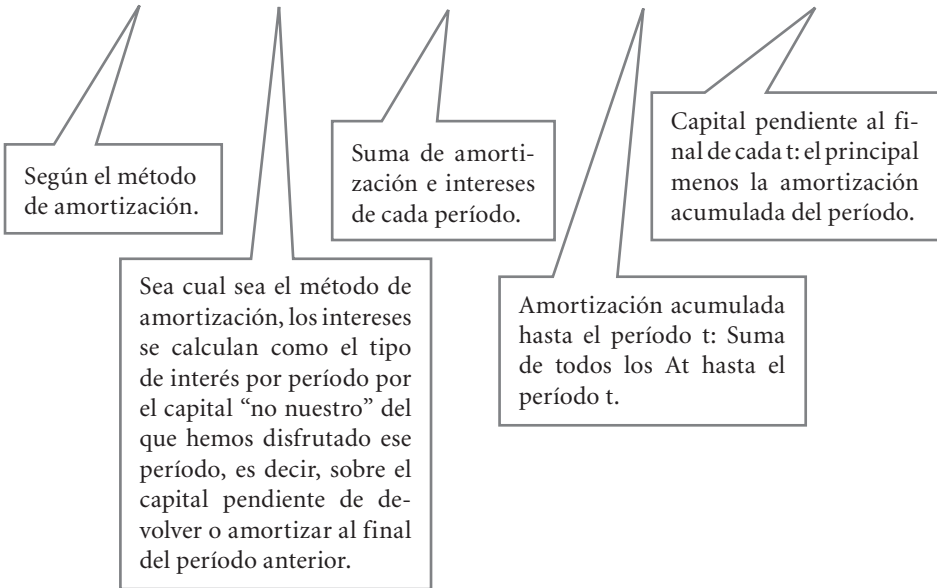 Según el método
de amortización.
Sea cual sea el método de
amortización, los intereses
se calculan como el tipo
de interés por período por
el capital “no nuestro” del
que hemos disfrutado ese
período, es decir, sobre el
capital pendiente de de-
volver o amortizar al final
del período anterior.
Suma de amorti-
zación e intereses
de cada período.
Amortización acumulada
hasta el período t: Suma
de todos los At hasta el
período t.
Capital pendiente al fi-
nal de cada t: el principal
menos la amortización
acumulada del período.